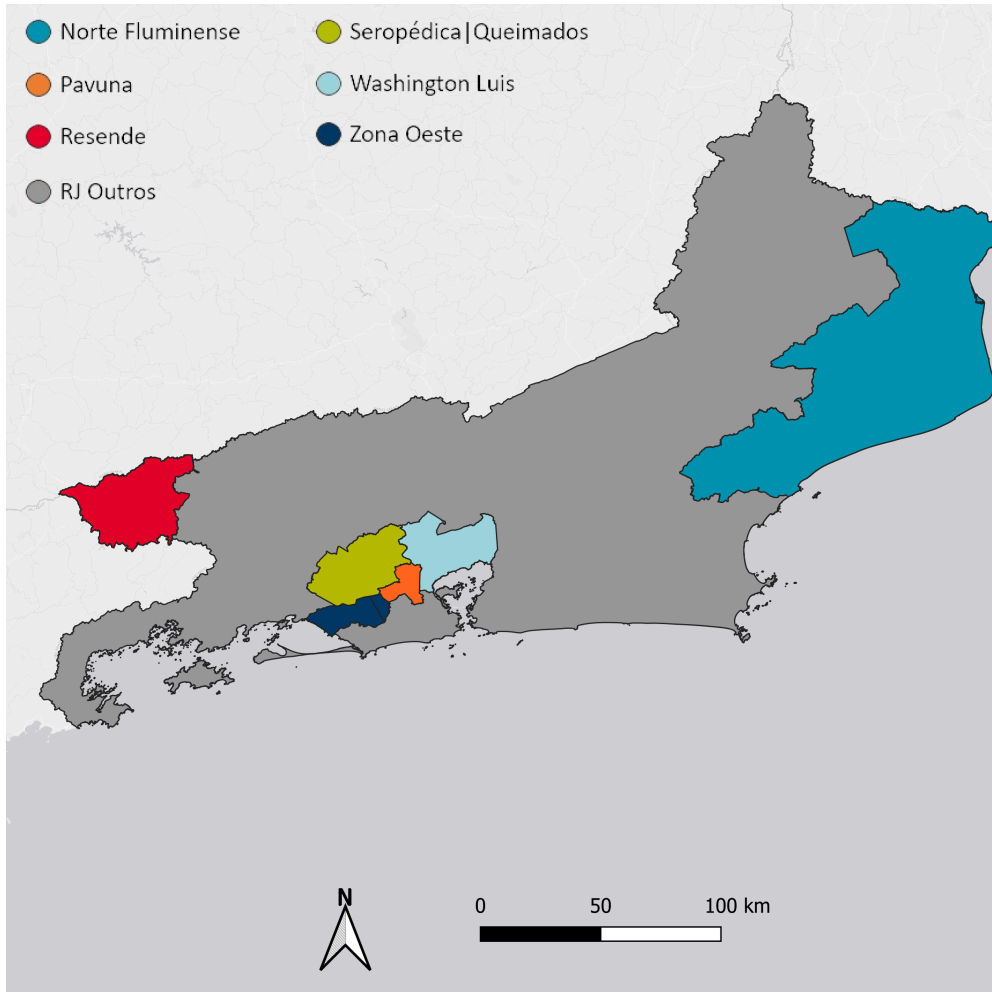 Norte Fluminense
Pavuna
Resende
RJ Outros
Seropédica|Queimados
Washington Luis
Zona Oeste
N
0 50 100 km